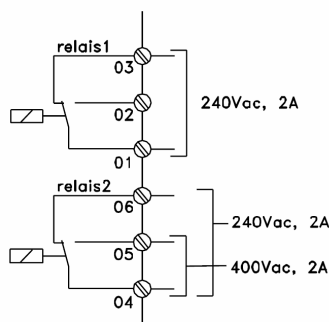 relais1
03
240Vac, 2A
02
01
relais2
06
240Vac, 2A
05
400Vac, 2A
04